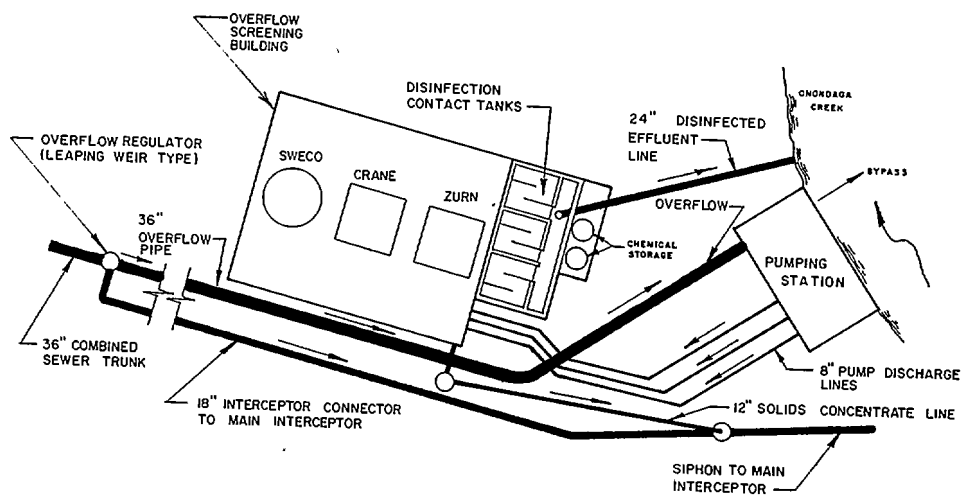 OVERFLOW
SCREENING
BUILDING
DISINFECTION
CONTACT TANKS
ONONDAGA
CREEK
24" DISINFECTED
EFFLUENT
LINE
OVERFLOW REGULATOR
(LEAPING WEIR TYPE)
SWECO
CRANE
ZURN
BYPASS
OVERFLOW
36"
OVERFLOW
PIPE
CHEMICAL
STORAGE
PUMPING
STATION
36" COMBINED
SEWER TRUNK
8" PUMP DISCHARGE
LINES
18" INTERCEPTOR CONNECTOR
TO MAIN INTERCEPTOR
12" SOLIDS CONCENTRATE LINE
SIPHON TO MAIN
INTERCEPTOR